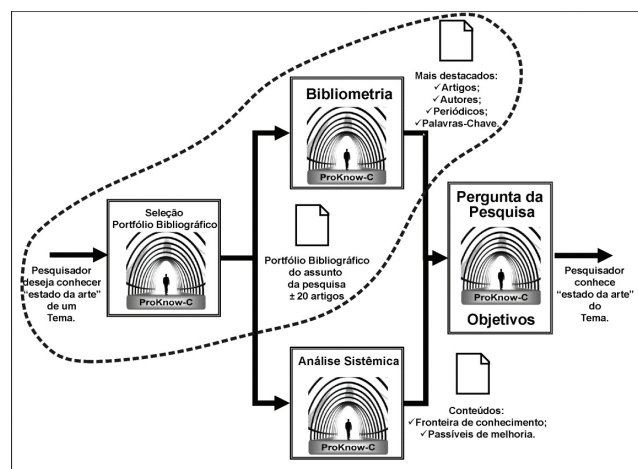 Pesquisador
deseja conhecer
“estado da arte”
de um
Tema.
Seleção
Portfólio Bibliográfico
ProKnow-C
Bibliometria
ProKnow-C
Mais destacados:
✓Artigos;
✓Autores;
✓Periódicos;
✓Palavras-Chave.
Portfólio Bibliográfico
do assunto
da pesquisa
± 20 artigos
Análise Sistêmica
ProKnow-C
Conteúdos:
✓Fronteira de conhecimento;
✓Passíveis de melhoria.
Pergunta da
Pesquisa
ProKnow-C
Objetivos
Pesquisador
conhece
“estado da arte”
do
Tema.